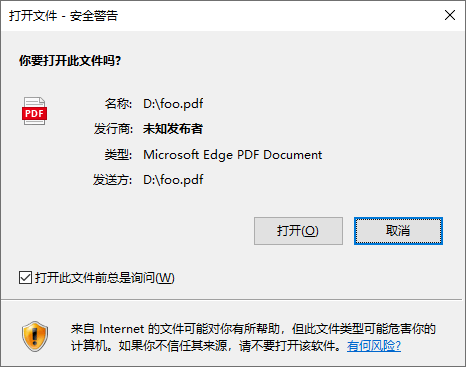 打开文件 - 安全警告
你要打开此文件吗?
PDF
名称: D:\foo.pdf
发行商: 未知发布者
类型: Microsoft Edge PDF Document
发送方: D:\foo.pdf
打开(O) 取消
打开此文件前总是询问(W)
来自 Internet 的文件可能对你有所帮助，但此文件类型可能危害你的
计算机。如果你不信任其来源，请不要打开该软件。有何风险?